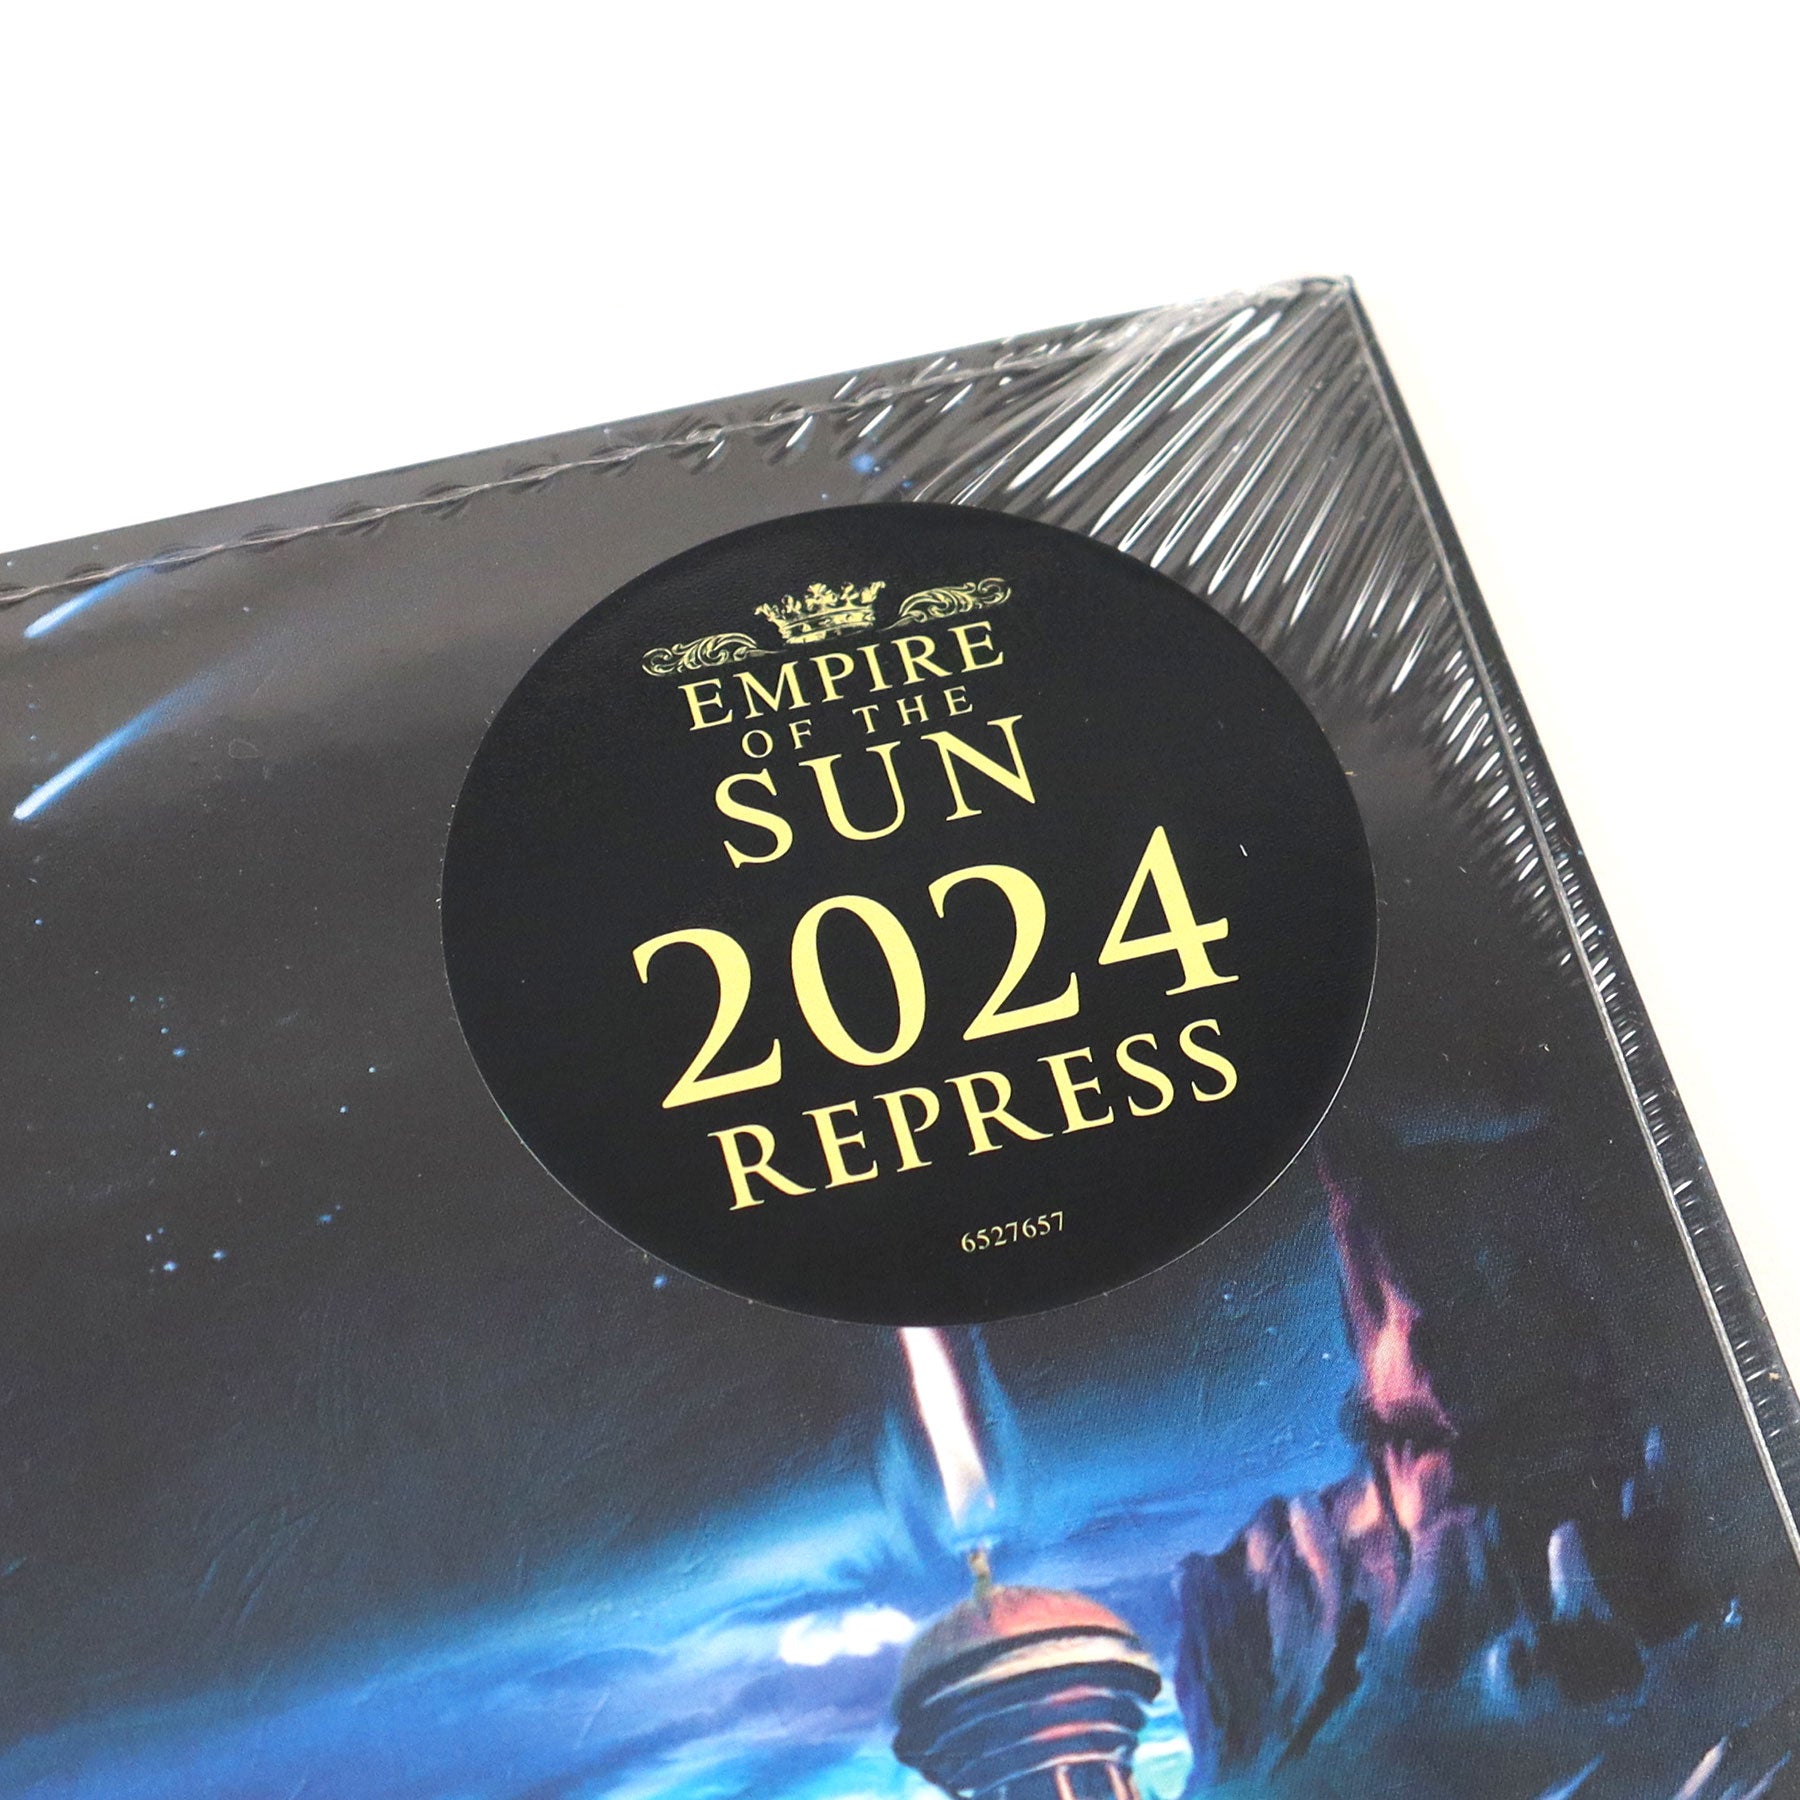 EMPIRE
OF THE
SUN
2024
REPRESS
6527657